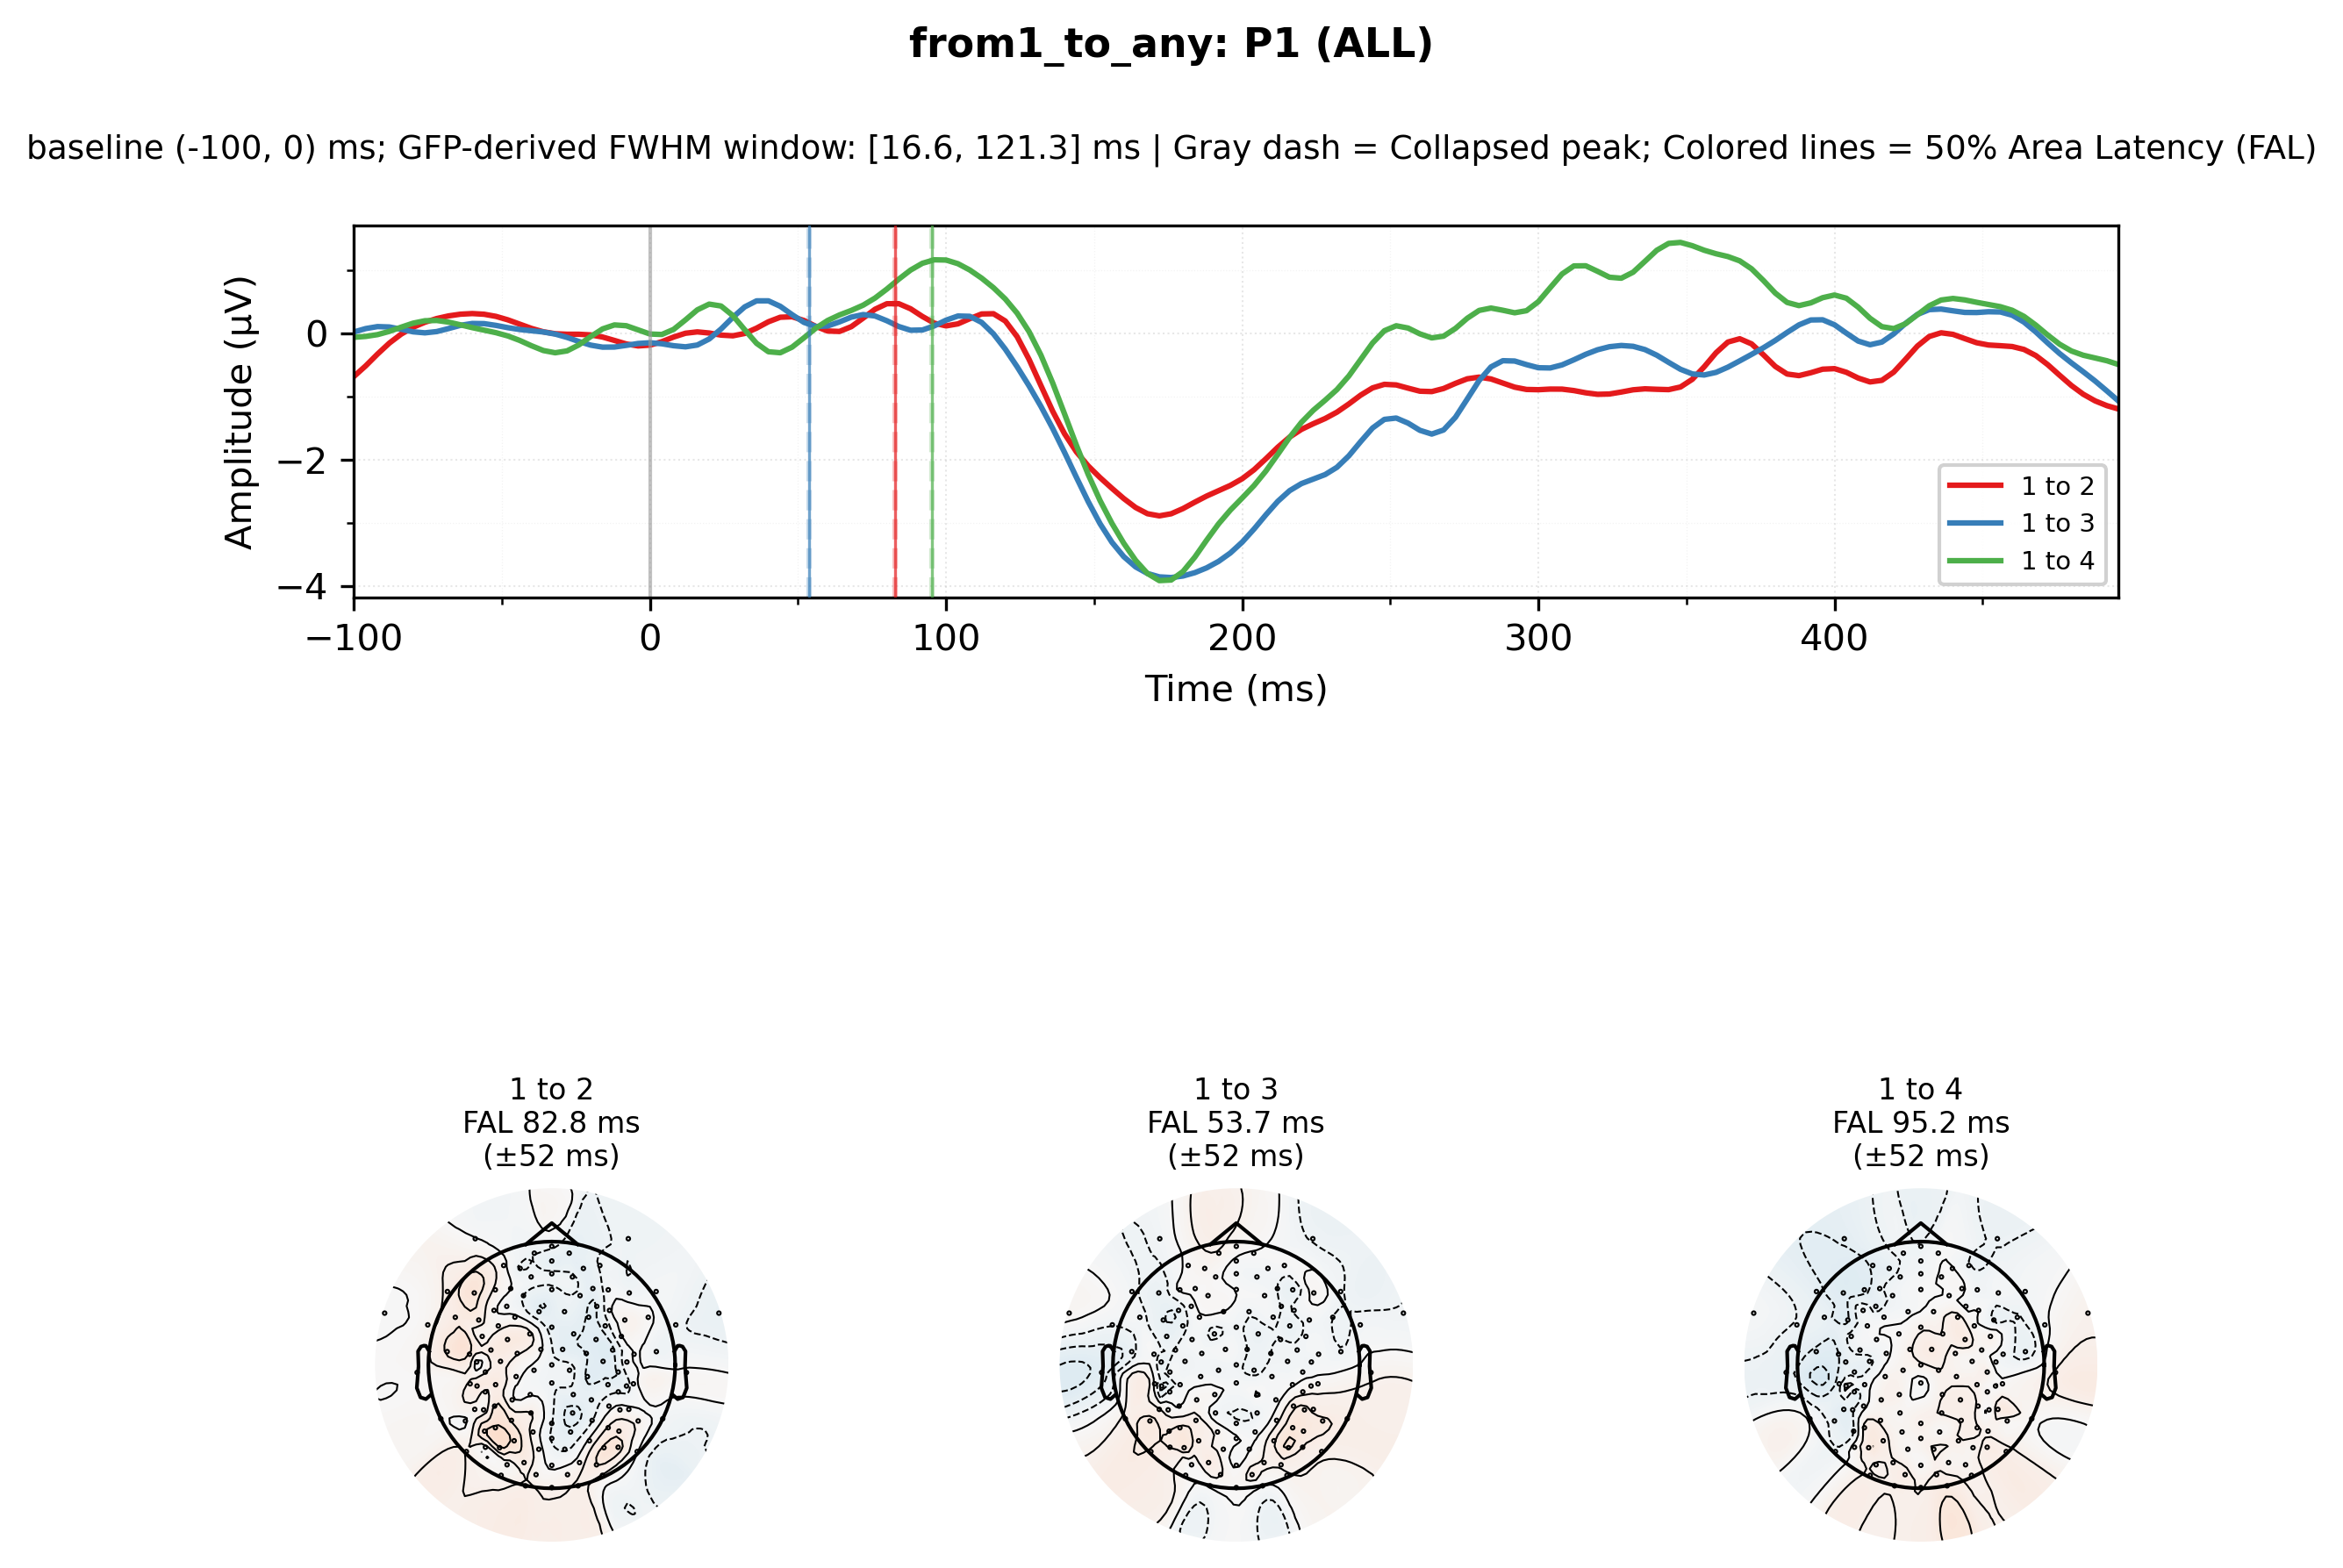 from1_to_any: P1 (ALL)
baseline (-100, 0) ms; GFP-derived FWHM window: [16.6, 121.3] ms | Gray dash = Collapsed peak; Colored lines = 50% Area Latency (FAL)
Amplitude (µV)
0
−2
−4
−100 0 100 200 300 400
Time (ms)
1 to 2
1 to 3
1 to 4
1 to 2
FAL 82.8 ms
(±52 ms)
1 to 3
FAL 53.7 ms
(±52 ms)
1 to 4
FAL 95.2 ms
(±52 ms)